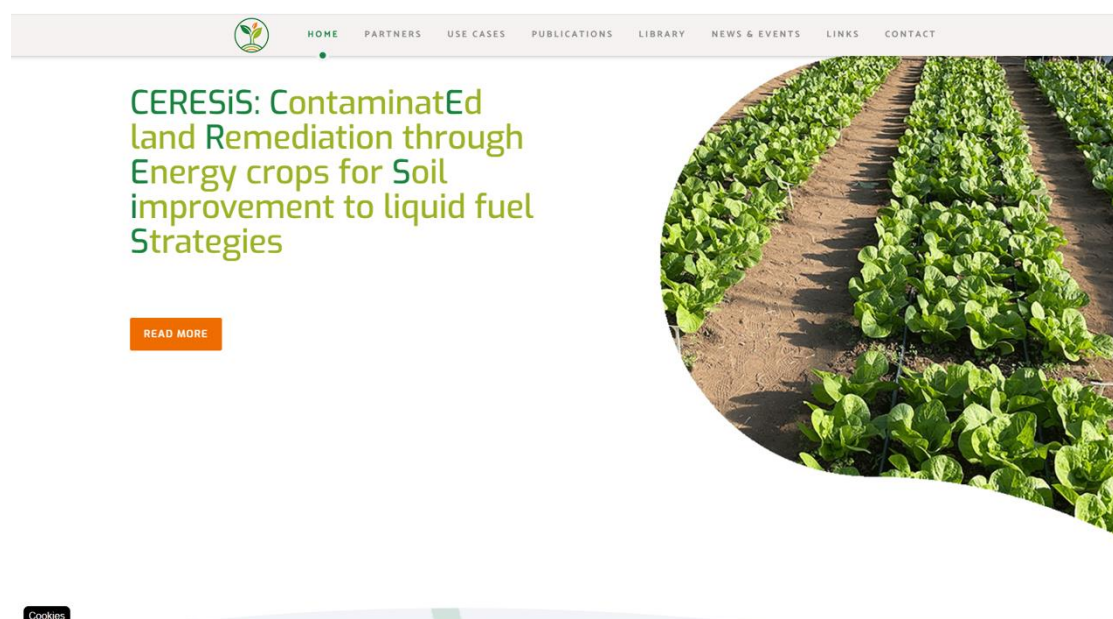 HOME PARTNERS USE CASES PUBLICATIONS LIBRARY NEWS & EVENTS LINKS CONTACT
CERESiS: ContaminatEd
land Remediation through
Energy crops for Soil
improvement to liquid fuel
Strategies
READ MORE
Cookies